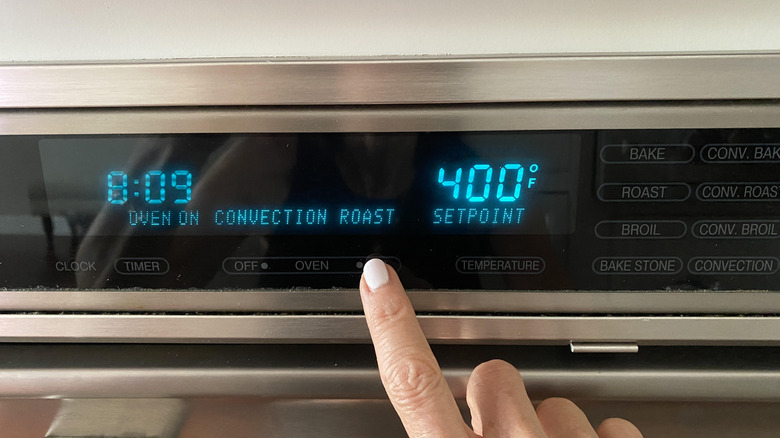 8:09
400°F
OVEN ON CONVECTION ROAST
SETPOINT
CLOCK
TIMER
OFF
OVEN
TEMPERATURE
BAKE
CONV. BAK
ROAST
CONV. ROAS
BROIL
CONV. BROIL
BAKE STONE
CONVECTION